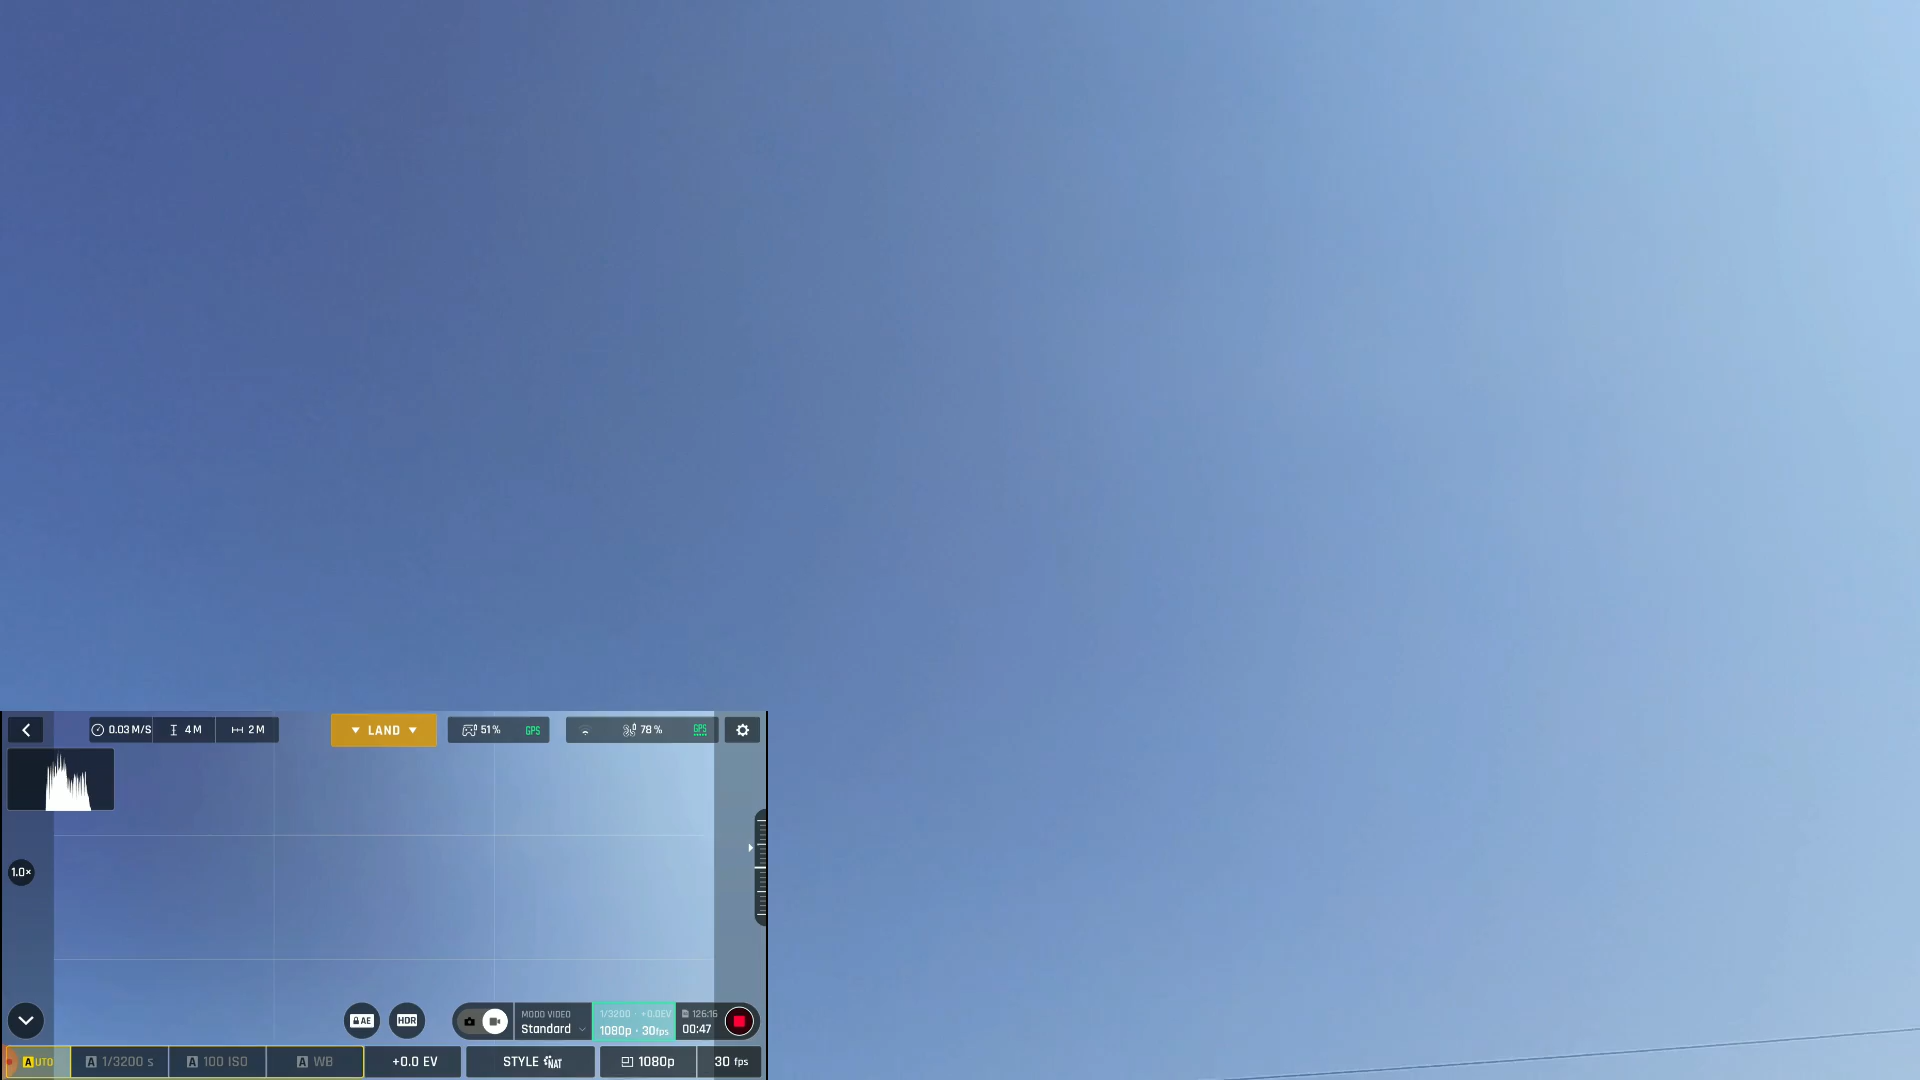 0.03 M/S 4 M 2 M LAND 51 % GPS 78 % GPS
1.0×
AE HDR MODO VIDEO 1/3200 · +0.0EV 126:16
Standard 1080p · 30fps 00:47
AUTO A 1/3200 s A 100 ISO A WB +0.0 EV STYLE NAT 1080p 30 fps